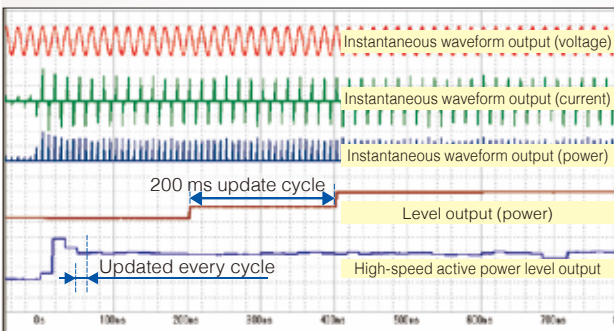 Instantaneous waveform output (voltage)
Instantaneous waveform output (current)
Instantaneous waveform output (power)
200 ms update cycle
Level output (power)
Updated every cycle
High-speed active power level output
0s 100ms 200ms 300ms 400ms 500ms 600ms 700ms